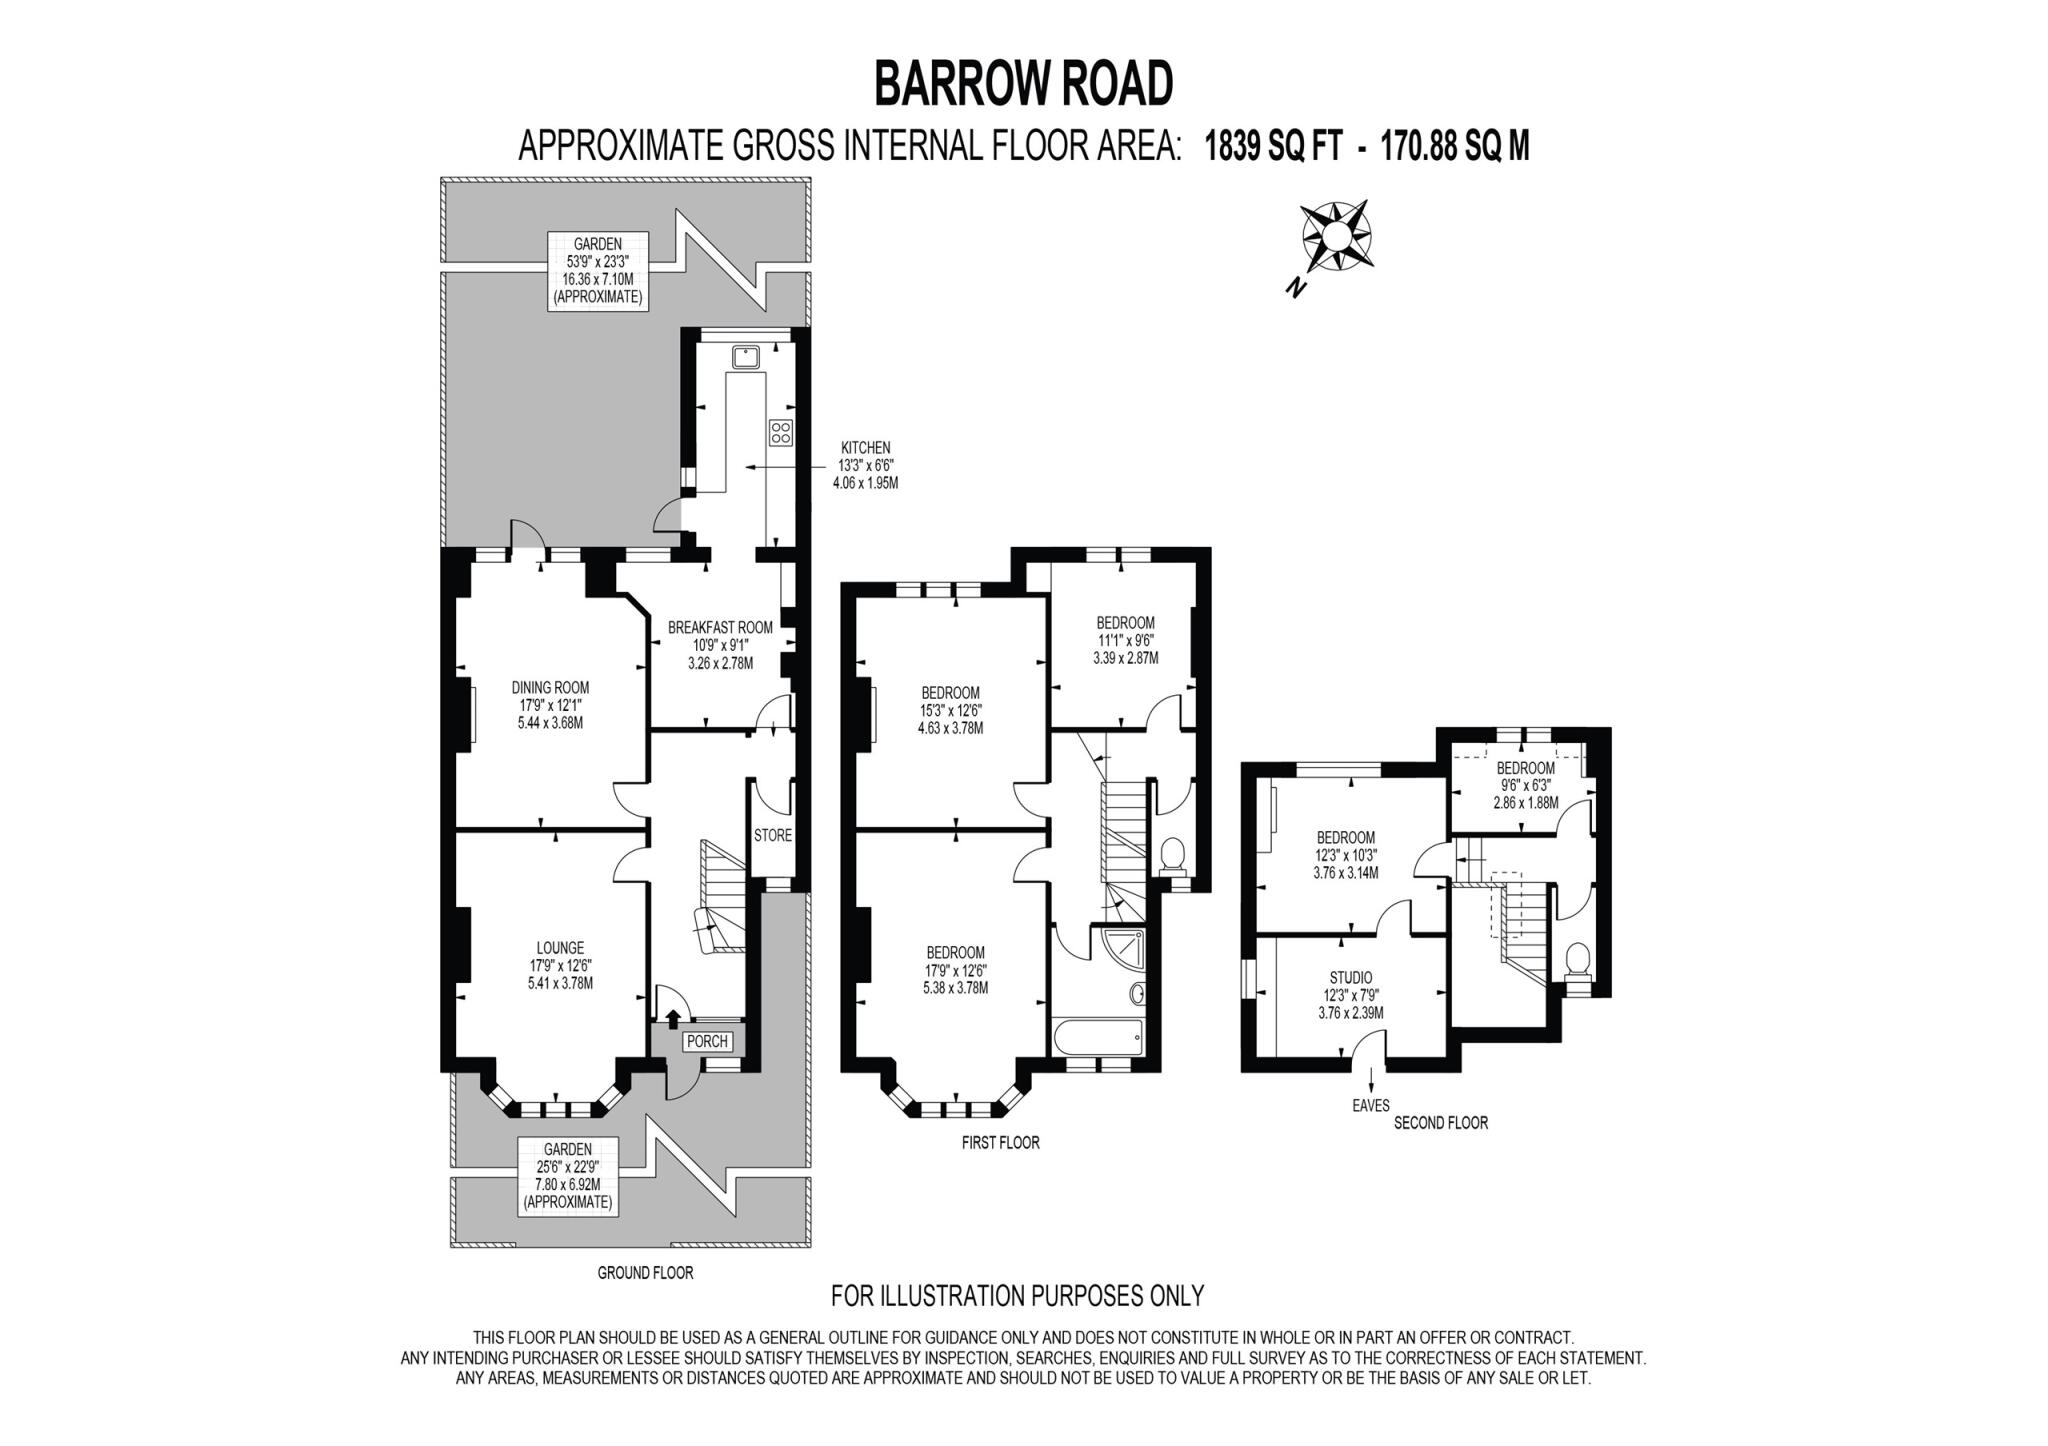 BARROW ROAD
APPROXIMATE GROSS INTERNAL FLOOR AREA: 1839 SQ FT - 170.88 SQ M
GARDEN
53'9" x 23'3"
16.36 x 7.10M
(APPROXIMATE)
N
KITCHEN
13'3" x 6'6"
4.06 x 1.95M
BREAKFAST ROOM
10'9" x 9'1"
3.26 x 2.78M
DINING ROOM
17'9" x 12'1"
5.44 x 3.68M
STORE
LOUNGE
17'9" x 12'6"
5.41 x 3.78M
PORCH
GARDEN
25'6" x 22'9"
7.80 x 6.92M
(APPROXIMATE)
GROUND FLOOR
BEDROOM
11'1" x 9'6"
3.39 x 2.87M
BEDROOM
15'3" x 12'6"
4.63 x 3.78M
BEDROOM
17'9" x 12'6"
5.38 x 3.78M
FIRST FLOOR
BEDROOM
9'6" x 6'3"
2.86 x 1.88M
BEDROOM
12'3" x 10'3"
3.76 x 3.14M
STUDIO
12'3" x 7'9"
3.76 x 2.39M
EAVES
SECOND FLOOR
FOR ILLUSTRATION PURPOSES ONLY
THIS FLOOR PLAN SHOULD BE USED AS A GENERAL OUTLINE FOR GUIDANCE ONLY AND DOES NOT CONSTITUTE IN WHOLE OR IN PART AN OFFER OR CONTRACT.
ANY INTENDING PURCHASER OR LESSEE SHOULD SATISFY THEMSELVES BY INSPECTION, SEARCHES, ENQUIRIES AND FULL SURVEY AS TO THE CORRECTNESS OF EACH STATEMENT.
ANY AREAS, MEASUREMENTS OR DISTANCES QUOTED ARE APPROXIMATE AND SHOULD NOT BE USED TO VALUE A PROPERTY OR BE THE BASIS OF ANY SALE OR LET.